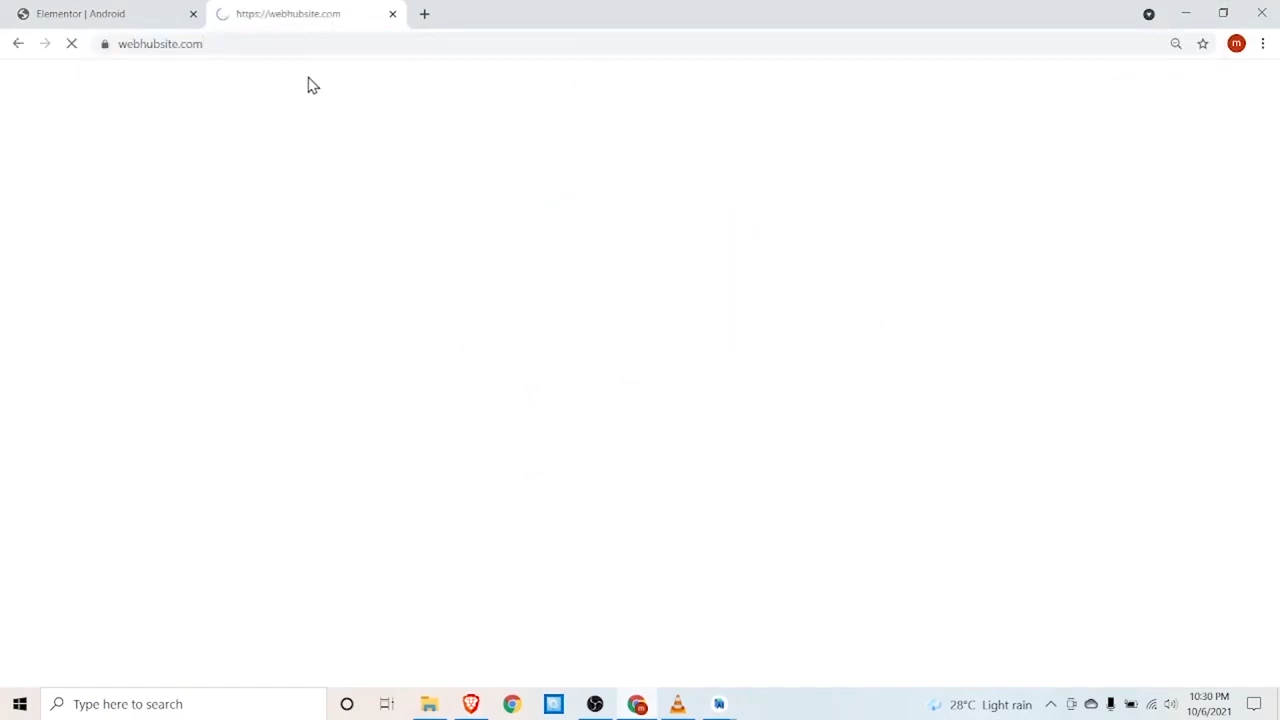 Elementor | Android
https://webhubsite.com
webhubsite.com
m
Type here to search
28°C Light rain
10:30 PM
10/6/2021